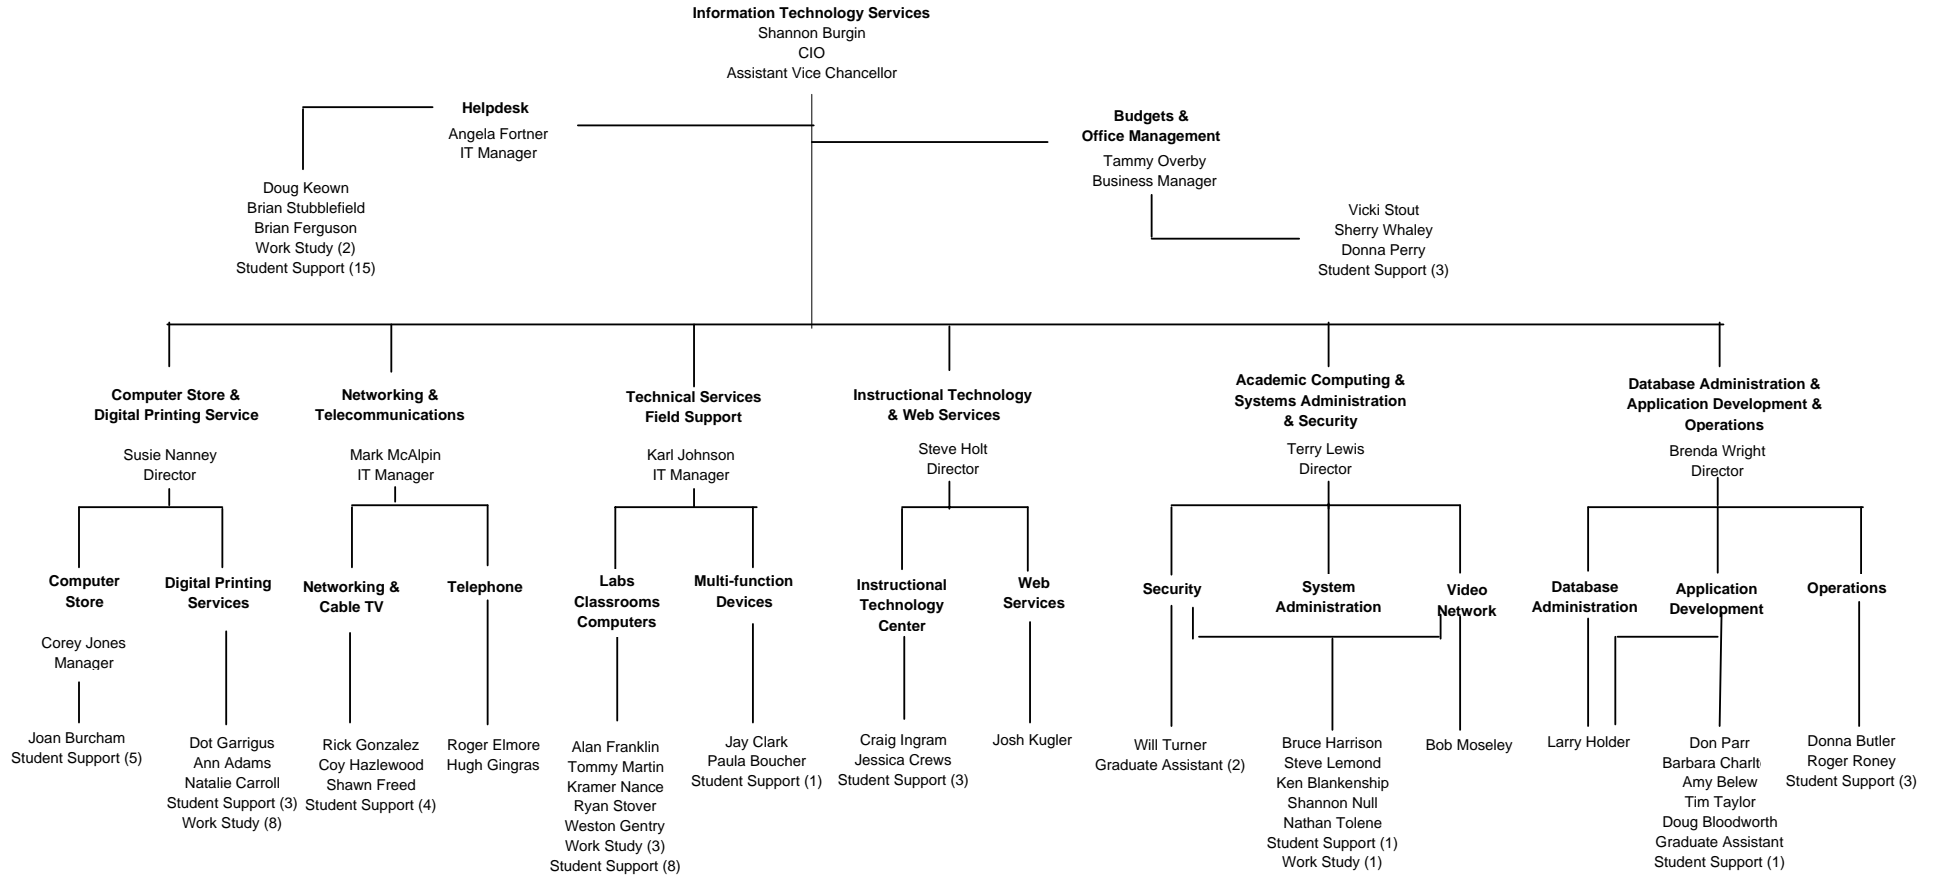 Information Technology Services
Shannon Burgin
CIO
Assistant Vice Chancellor
Helpdesk
Angela Fortner
IT Manager
Doug Keown
Brian Stubblefield
Brian Ferguson
Work Study (2)
Student Support (15)
Budgets &
Office Management
Tammy Overby
Business Manager
Vicki Stout
Sherry Whaley
Donna Perry
Student Support (3)
Computer Store &
Digital Printing Service
Susie Nanney
Director
Networking &
Telecommunications
Mark McAlpin
IT Manager
Technical Services
Field Support
Karl Johnson
IT Manager
Instructional Technology
& Web Services
Steve Holt
Director
Academic Computing &
Systems Administration
& Security
Terry Lewis
Director
Database Administration &
Application Development &
Operations
Brenda Wright
Director
Computer
Store
Corey Jones
Manager
Joan Burcham
Student Support (5)
Digital Printing
Services
Dot Garrigus
Ann Adams
Natalie Carroll
Student Support (3)
Work Study (8)
Networking &
Cable TV
Rick Gonzalez
Coy Hazlewood
Shawn Freed
Student Support (4)
Telephone
Roger Elmore
Hugh Gingras
Labs
Classrooms
Computers
Alan Franklin
Tommy Martin
Kramer Nance
Ryan Stover
Weston Gentry
Work Study (3)
Student Support (8)
Multi-function
Devices
Jay Clark
Paula Boucher
Student Support (1)
Instructional
Technology
Center
Craig Ingram
Jessica Crews
Student Support (3)
Web
Services
Josh Kugler
Security
Will Turner
Graduate Assistant (2)
System
Administration
Bruce Harrison
Steve Lemond
Ken Blankenship
Shannon Null
Nathan Tolene
Student Support (1)
Work Study (1)
Video
Network
Bob Moseley
Database
Administration
Larry Holder
Application
Development
Don Parr
Barbara
Amy Belew
Tim Taylor
Doug Bloodworth
Graduate Assistant
Student Support (1)
Operations
Donna Butler
Roger Roney
Student Support (3)